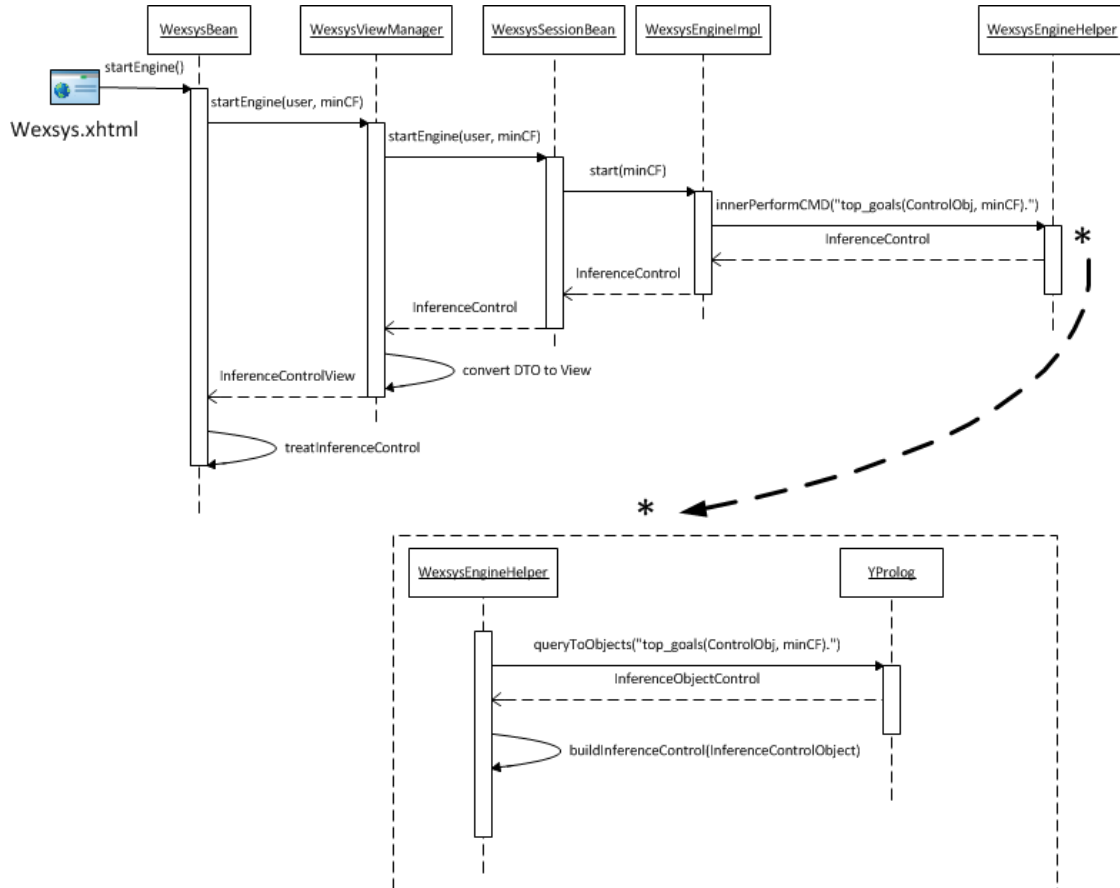 WexsysBean
WexsysViewManager
WexsysSessionBean
WexsysEngineImpl
WexsysEngineHelper
startEngine()
Wexsys.xhtml
startEngine(user, minCF)
startEngine(user, minCF)
start(minCF)
innerPerformCMD("top_goals(ControlObj, minCF).")
*
InferenceControl
InferenceControl
InferenceControl
convert DTO to View
InferenceControlView
treatInferenceControl
*
WexsysEngineHelper
YProlog
queryToObjects("top_goals(ControlObj, minCF).")
InferenceObjectControl
buildInferenceControl(InferenceControlObject)